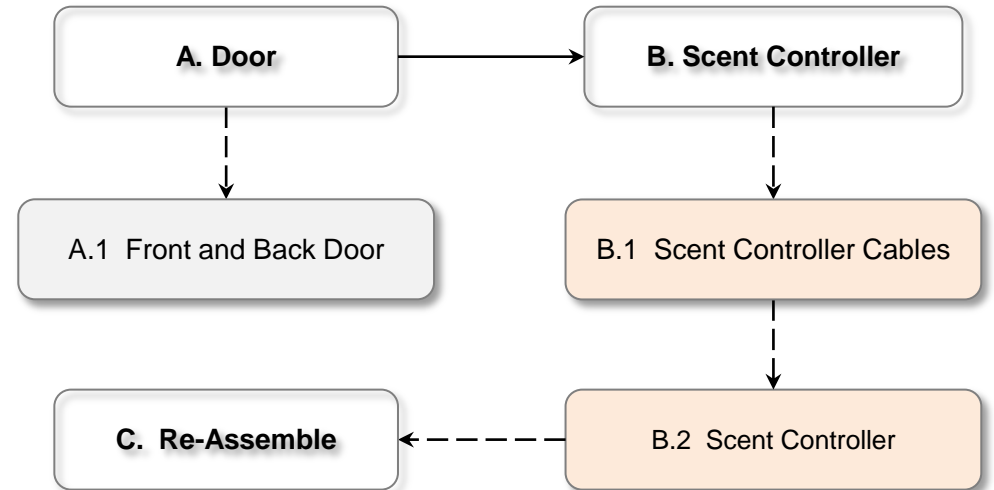 A. Door
B. Scent Controller
A.1 Front and Back Door
B.1 Scent Controller Cables
C. Re-Assemble
B.2 Scent Controller